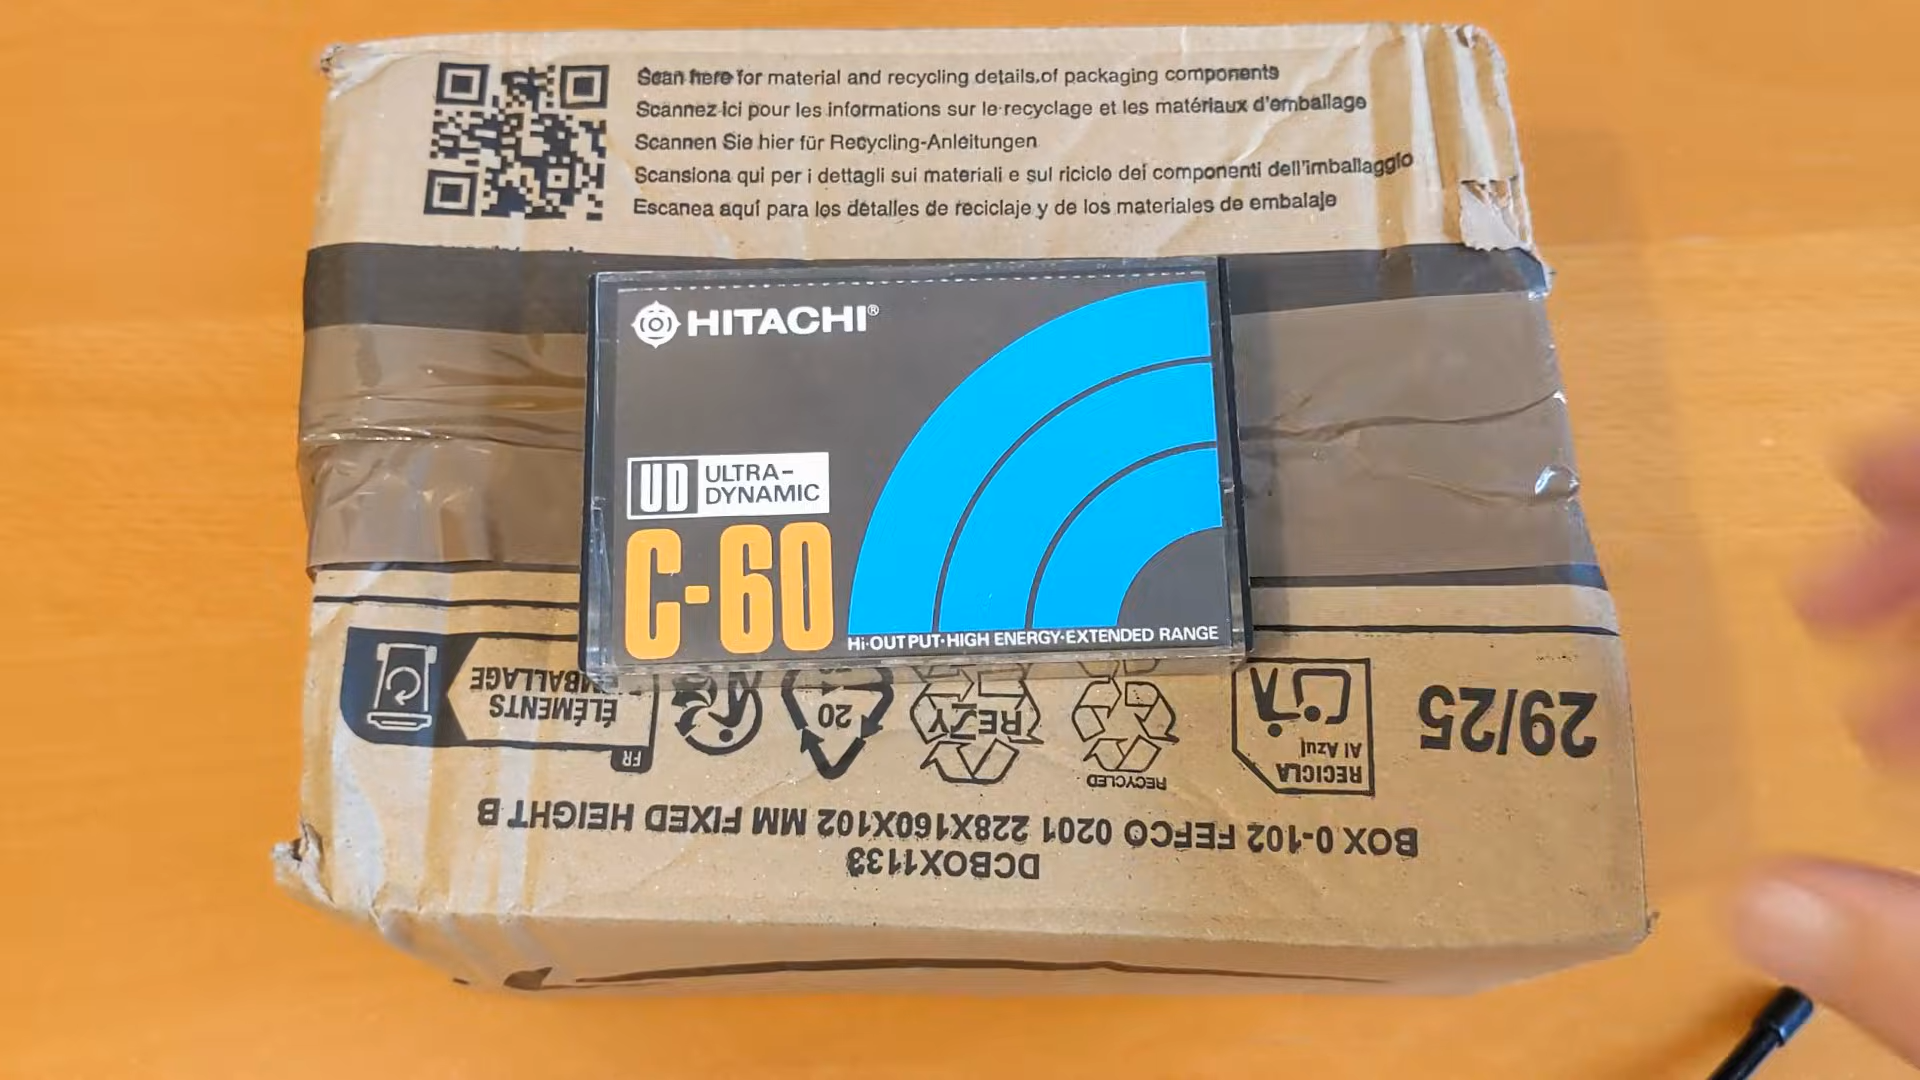 Scan here for material and recycling details of packaging components
Scannez ici pour les informations sur le recyclage et les matériaux d'emballage
Scannen Sie hier für Recycling-Anleitungen
Scansiona qui per i dettagli sui materiali e sul riciclo dei componenti dell'imballaggio
Escanea aquí para los detalles de reciclaje y de los materiales de embalaje
HITACHI®
UD ULTRA-
DYNAMIC
C-60
Hi-OUTPUT·HIGH ENERGY·EXTENDED RANGE
ÉLÉMENTS
EMBALLAGE
FR
20
RESY
RECYCLED
RECICLA
Al Azul
29/25
BOX 0-102 FEFCO 0201 228X160X102 MM FIXED HEIGHT B
DCBOX1133